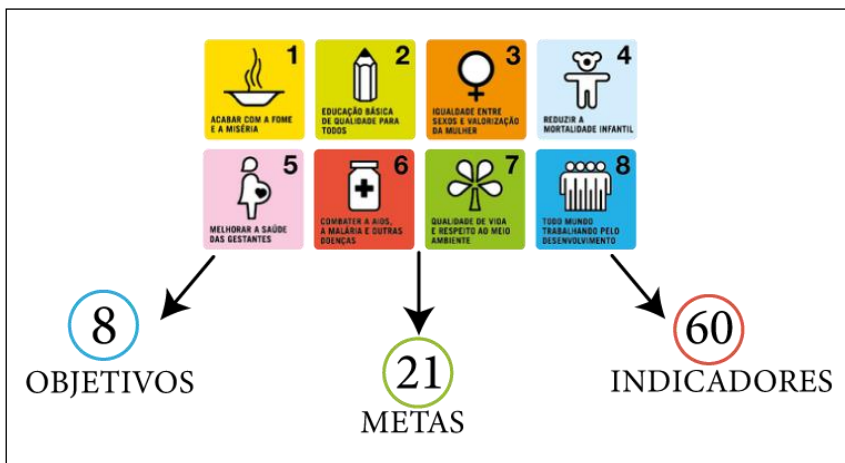 1
ACABAR COM A FOME
E A MISÉRIA
2
EDUCAÇÃO BÁSICA
DE QUALIDADE PARA
TODOS
3
IGUALDADE ENTRE
SEXOS E VALORIZAÇÃO
DA MULHER
4
REDUZIR A
MORTALIDADE INFANTIL
5
MELHORAR A SAÚDE
DAS GESTANTES
6
COMBATER A AIDS,
A MALÁRIA E OUTRAS
DOENÇAS
7
QUALIDADE DE VIDA
E RESPEITO AO MEIO
AMBIENTE
8
TODO MUNDO
TRABALHANDO PELO
DESENVOLVIMENTO
8
OBJETIVOS
21
METAS
60
INDICADORES